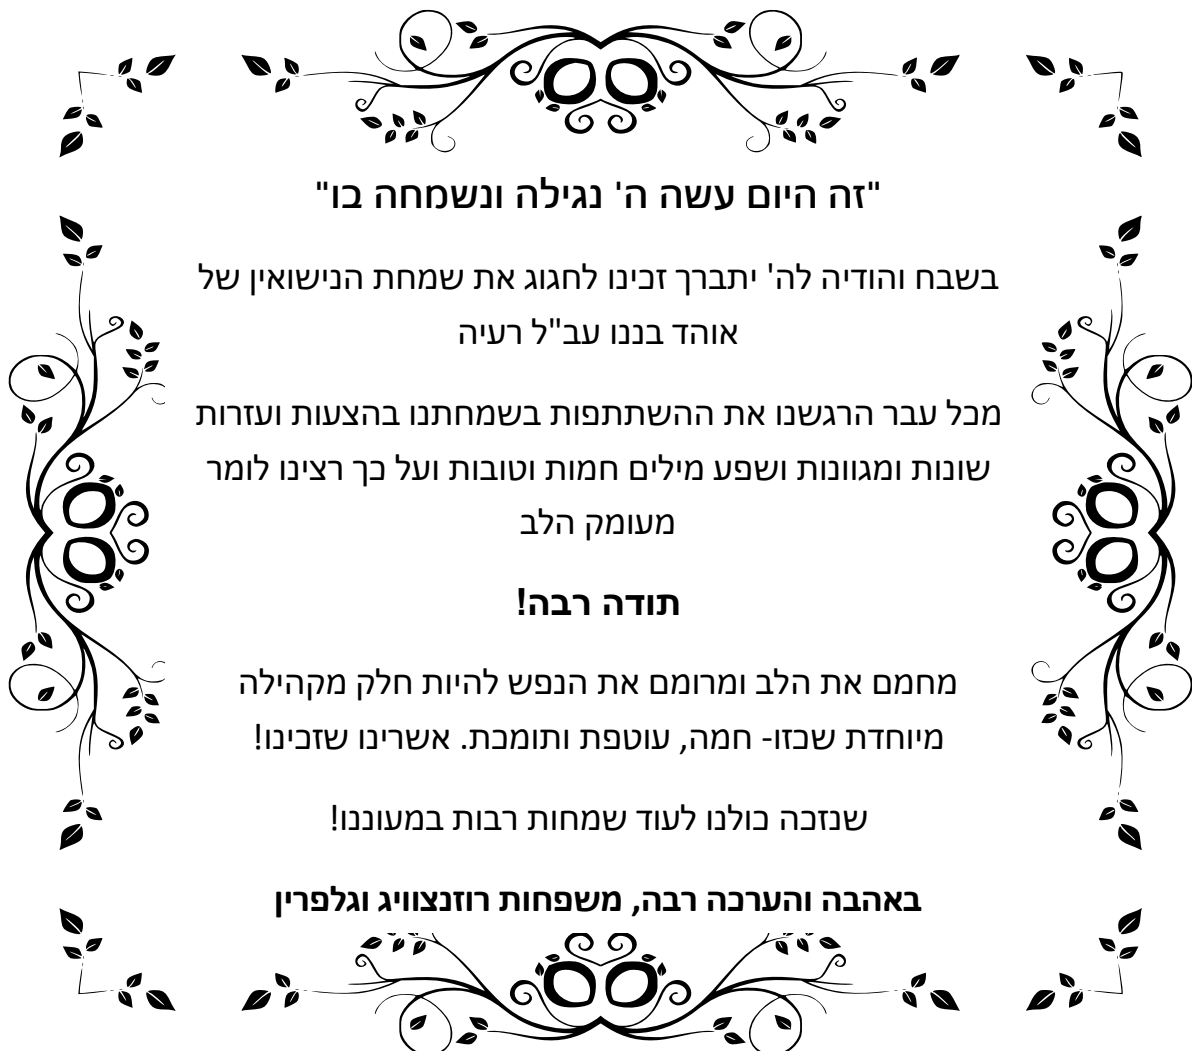 "זה היום עשה ה' נגילה ונשמחה בו"
בשבח והודיה לה' יתברך זכינו לחגוג את שמחת הנישואין של
אוהד בננו עב"ל רעיה
מכל עבר הרגשנו את ההשתתפות בשמחתנו בהצעות ועזרות
שונות ומגוונות ושפע מילים חמות וטובות ועל כך רצינו לומר
מעומק הלב
תודה רבה!
מחמם את הלב ומרומם את הנפש להיות חלק מקהילה
מיוחדת שכזו- חמה, עוטפת ותומכת. אשרינו שזכינו!
שנזכה כולנו לעוד שמחות רבות במעוננו!
באהבה והערכה רבה, משפחות רוזנצוויג וגלפרין